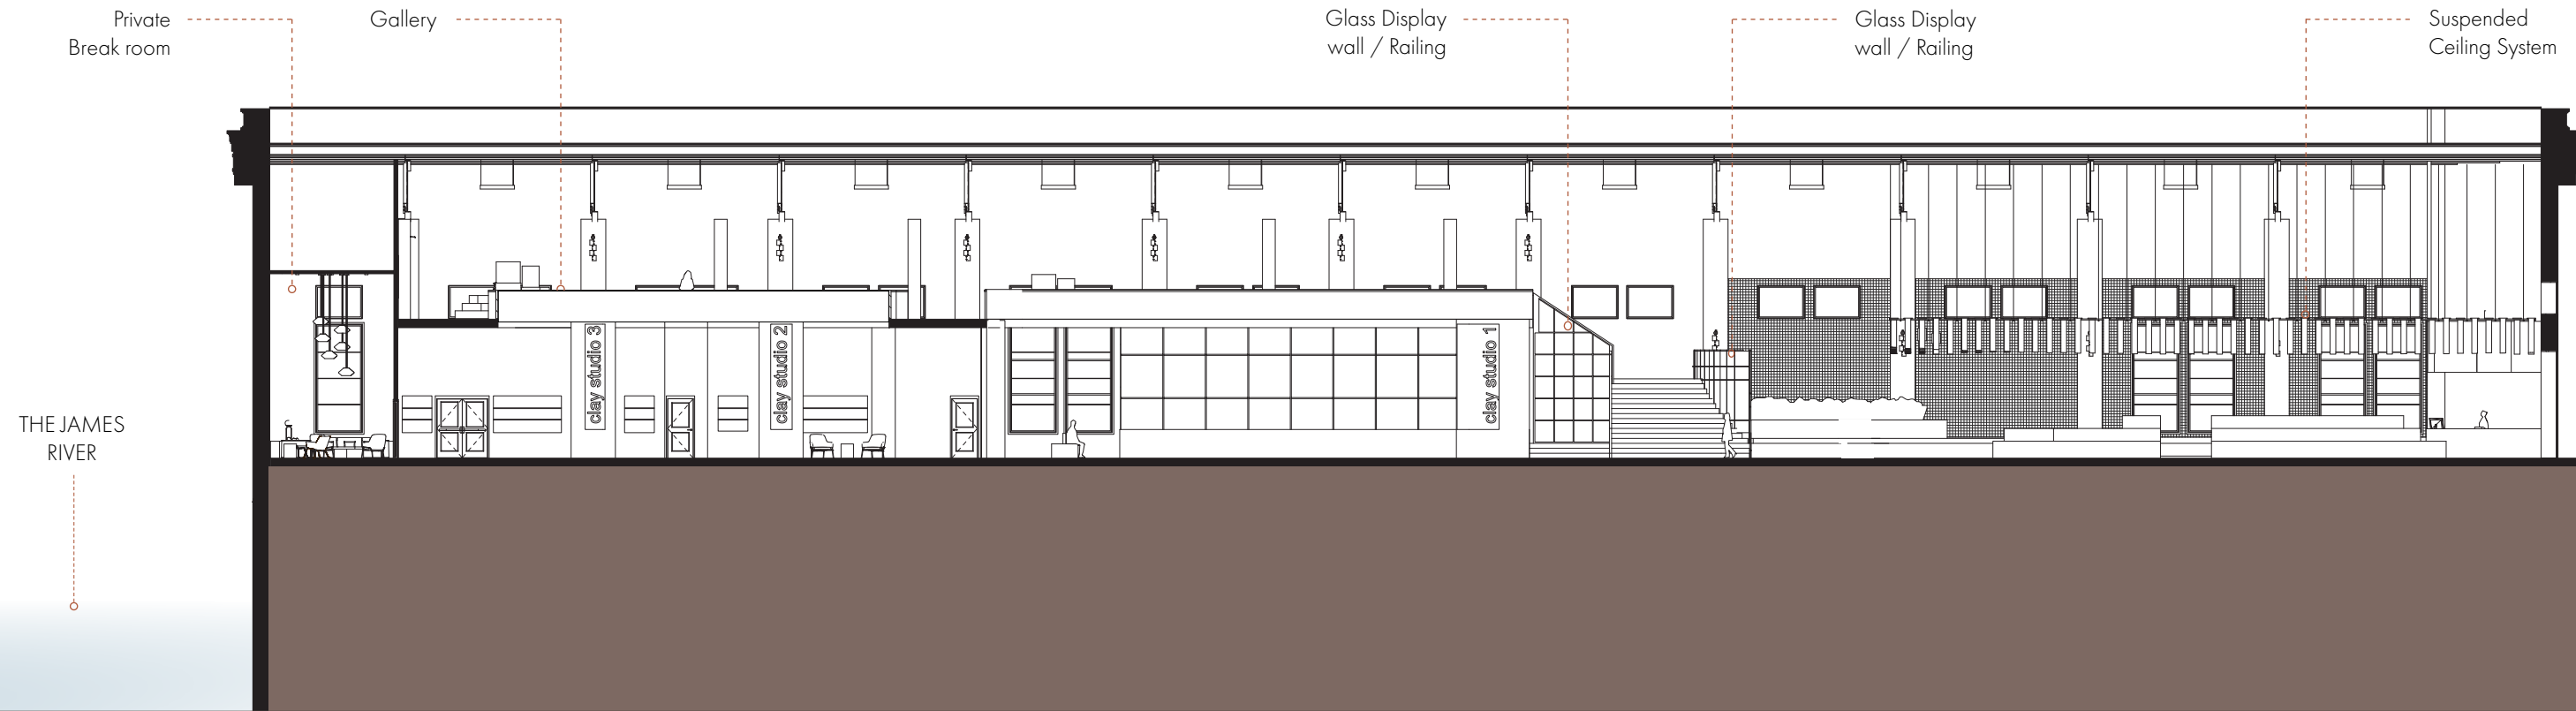 Private
Break room
Gallery
Glass Display
wall / Railing
Glass Display
wall / Railing
Suspended
Ceiling System
THE JAMES
RIVER
clay studio 3
clay studio 2
clay studio 1